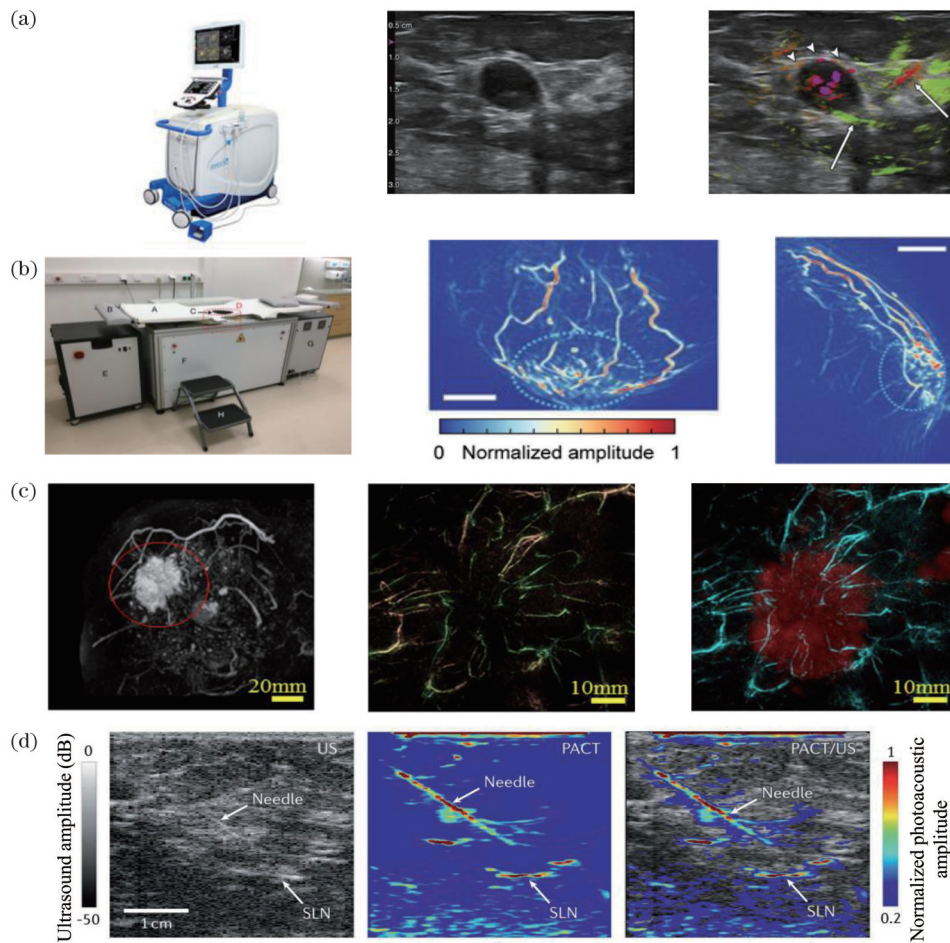 (a)
0.5 cm
1.0
1.5
2.0
2.5
3.0
(b)
A
B
C
D
E
F
G
H
0 Normalized amplitude 1
(c)
20mm
10mm
10mm
(d)
Ultrasound amplitude (dB)
0
-50
US
Needle
SLN
1 cm
PACT
Needle
SLN
PACT/US
Needle
SLN
1
0.2
Normalized photoacoustic
amplitude